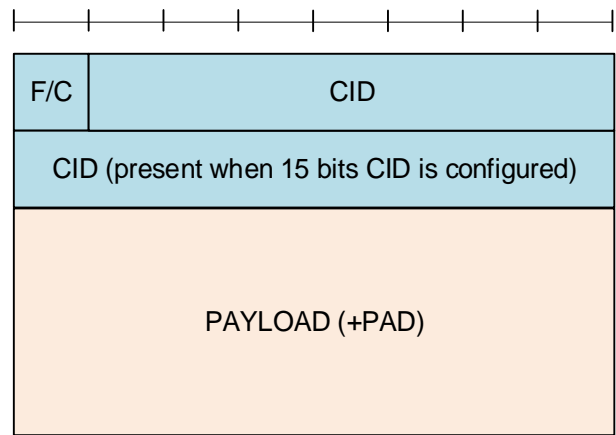 F/C CID
CID (present when 15 bits CID is configured)
PAYLOAD (+PAD)